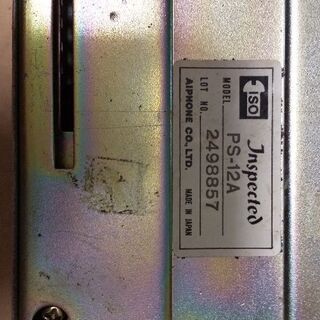 ISO Inspected
MODEL PS-12A
LOT NO. 2498857
AIPHONE CO., LTD. MADE IN JAPAN